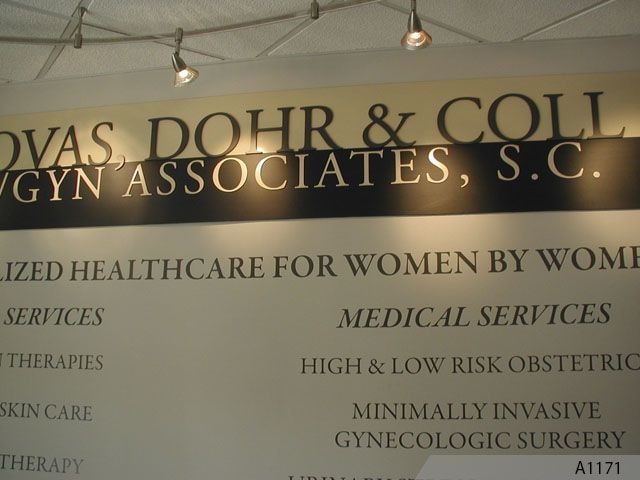 OVAS, DOHR & COLL
/GYN ASSOCIATES, S.C.
LIZED HEALTHCARE FOR WOMEN BY WOME
SERVICES
THERAPIES
SKIN CARE
THERAPY
MEDICAL SERVICES
HIGH & LOW RISK OBSTETRIC
MINIMALLY INVASIVE
GYNECOLOGIC SURGERY
A1171